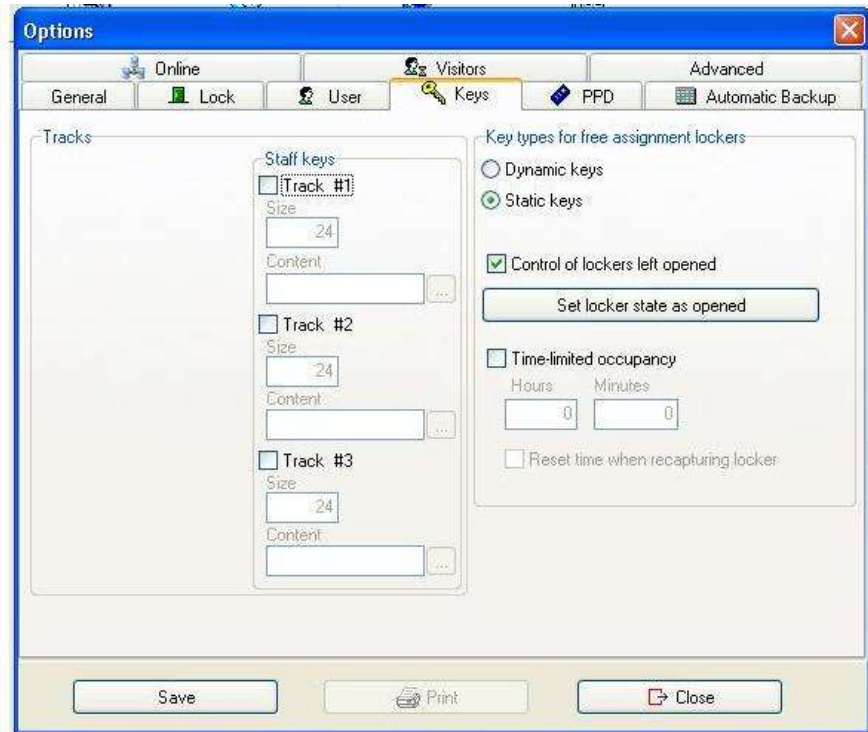 Options
Online
Visitors
Advanced
General
Lock
User
Keys
PPD
Automatic Backup
Tracks
Staff keys
Track #1
Size
24
Content
...
Track #2
Size
24
Content
...
Track #3
Size
24
Content
...
Key types for free assignment lockers
Dynamic keys
Static keys
Control of lockers left opened
Set locker state as opened
Time-limited occupancy
Hours Minutes
0 0
Reset time when recapturing locker
Save
Print
Close